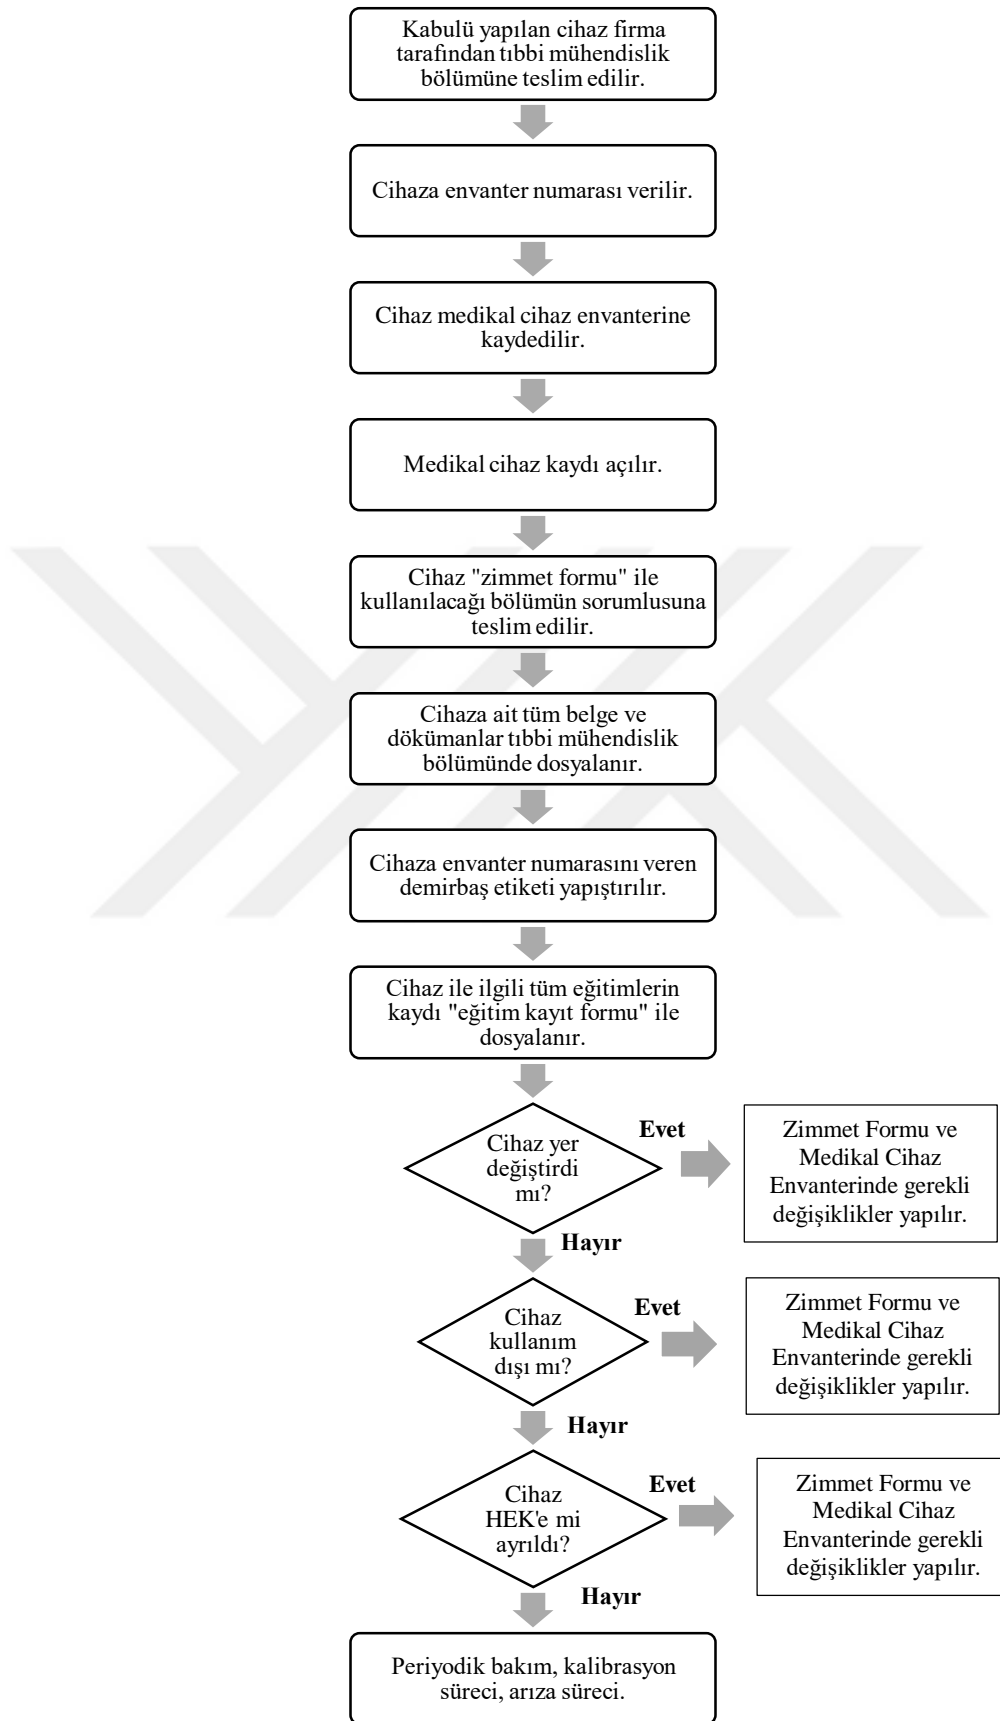 Kabulü yapılan cihaz firma
tarafından tıbbi mühendislik
bölümüne teslim edilir.
Cihaza envanter numarası verilir.
Cihaz medikal cihaz envanterine
kaydedilir.
Medikal cihaz kaydı açılır.
Cihaz "zimmet formu" ile
kullanılacağı bölümün sorumlusuna
teslim edilir.
Cihaza ait tüm belge ve
dökümanlar tıbbi mühendislik
bölümünde dosyalanır.
Cihaza envanter numarasını veren
demirbaş etiketi yapıştırılır.
Cihaz ile ilgili tüm eğitimlerin
kaydı "eğitim kayıt formu" ile
dosyalanır.
Cihaz yer
değiştirdi
mı?
Evet
Zimmet Formu ve
Medikal Cihaz
Envanterinde gerekli
değişiklikler yapılır.
Hayır
Cihaz
kullanım
dışı mı?
Evet
Zimmet Formu ve
Medikal Cihaz
Envanterinde gerekli
değişiklikler yapılır.
Hayır
Cihaz
HEK'e mi
ayrıldı?
Evet
Zimmet Formu ve
Medikal Cihaz
Envanterinde gerekli
değişiklikler yapılır.
Hayır
Periyodik bakım, kalibrasyon
süreci, arıza süreci.